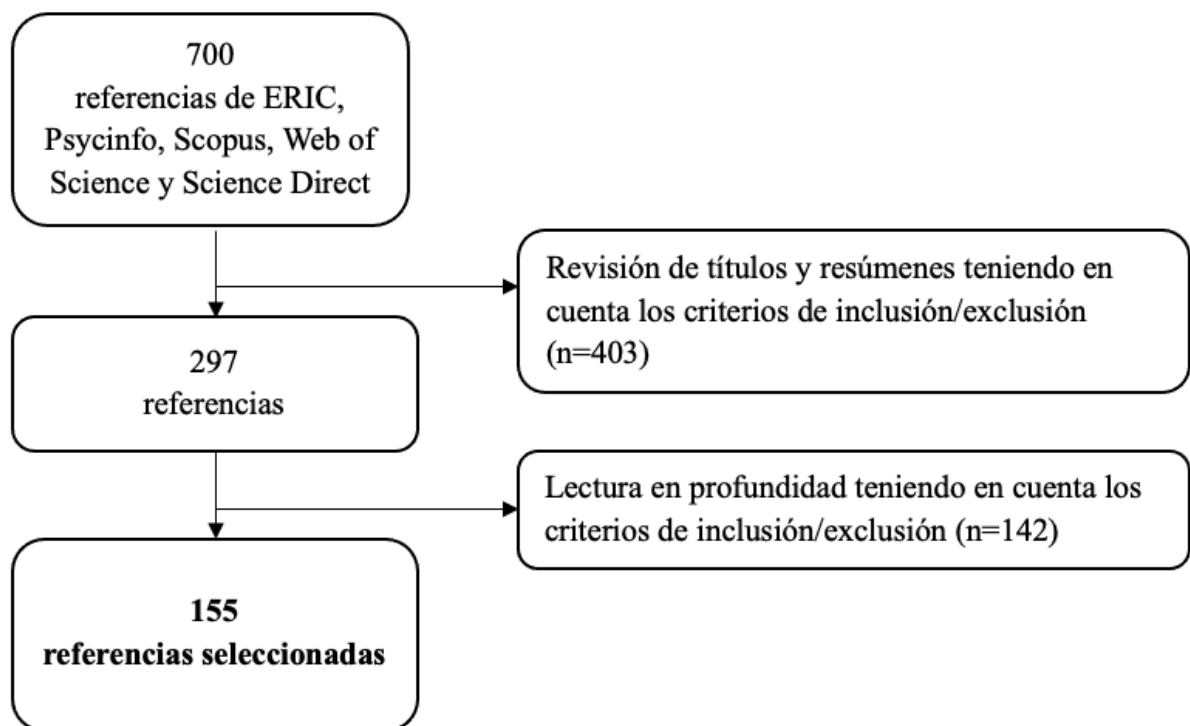 700
referencias de ERIC,
Psycinfo, Scopus, Web of
Science y Science Direct
Revisión de títulos y resúmenes teniendo en
cuenta los criterios de inclusión/exclusión
(n=403)
297
referencias
Lectura en profundidad teniendo en cuenta los
criterios de inclusión/exclusión (n=142)
155
referencias seleccionadas